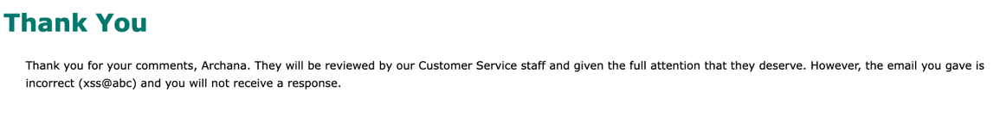 Thank You
Thank you for your comments, Archana. They will be reviewed by our Customer Service staff and given the full attention that they deserve. However, the email you gave is
incorrect (xss@abc) and you will not receive a response.